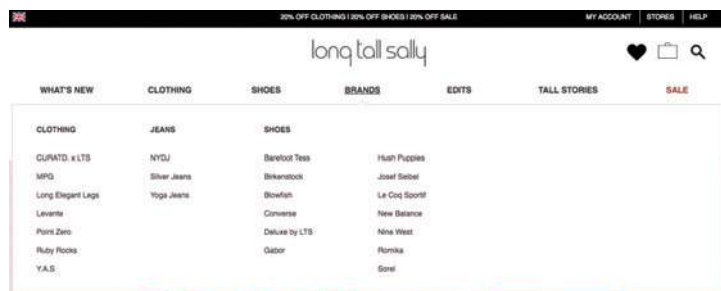 20% OFF CLOTHING | 20% OFF SHOES | 20% OFF SALE
MY ACCOUNT STORES HELP
long tall sally
WHAT'S NEW CLOTHING SHOES BRANDS EDITS TALL STORIES SALE
CLOTHING JEANS SHOES
CURATD. x LTS NYDJ Barefoot Tess Hush Puppies
MPG Silver Jeans Birkenstock Josef Seibel
Long Elegant Legs Yoga Jeans Blowfish Le Coq Sportif
Levante Converse New Balance
Point Zero Deluxe by LTS Nine West
Ruby Rocks Gabor Romika
Y.A.S Sorel